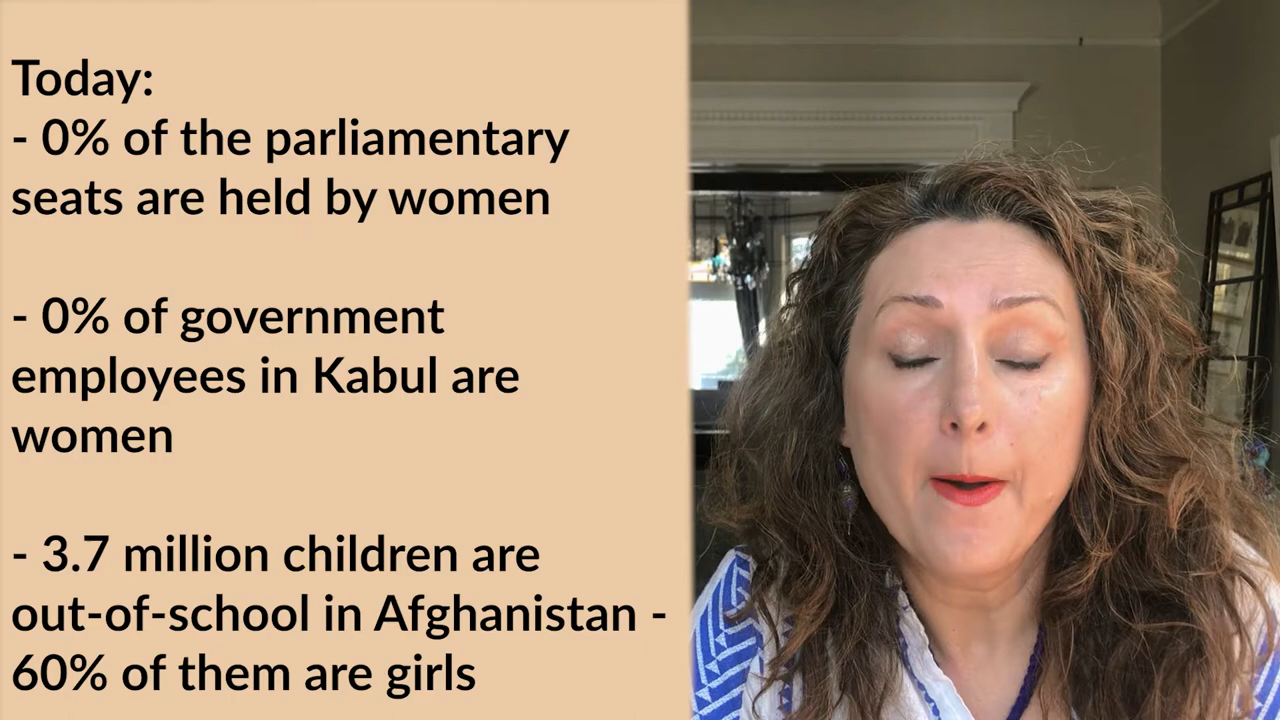 Today:
- 0% of the parliamentary
seats are held by women
- 0% of government
employees in Kabul are
women
- 3.7 million children are
out-of-school in Afghanistan -
60% of them are girls